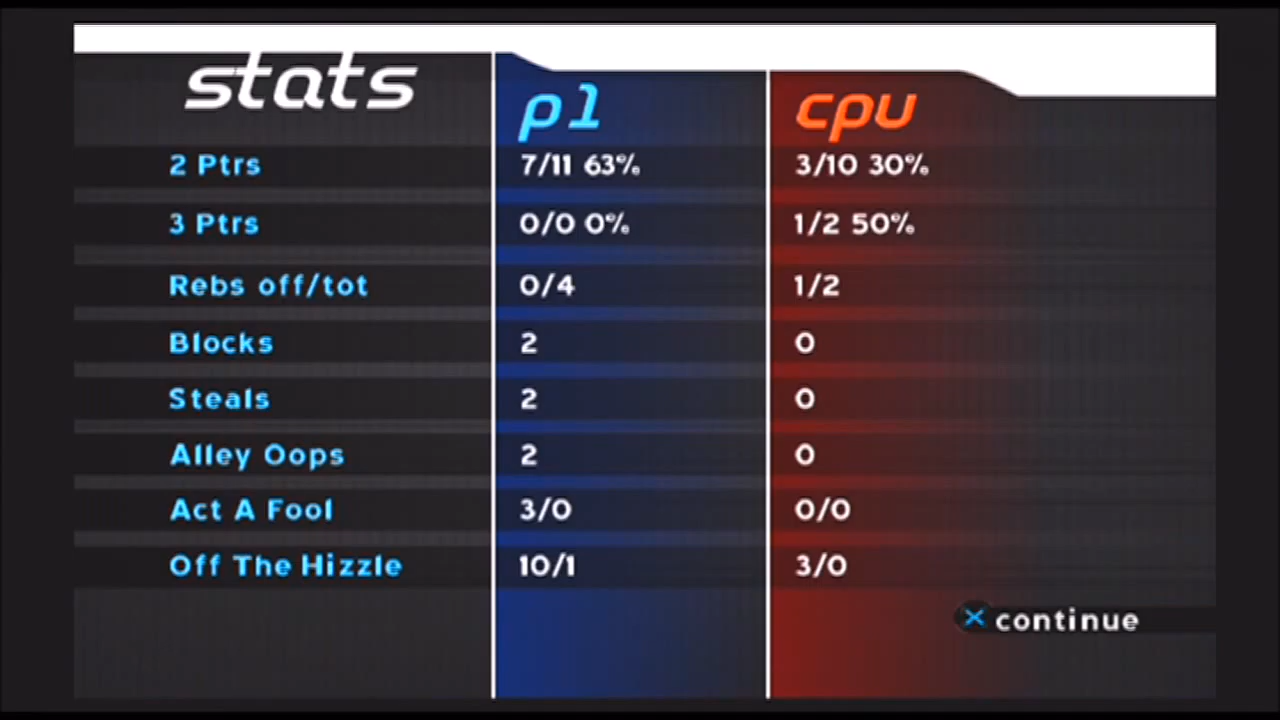 stats p1 cpu
2 Ptrs 7/11 63% 3/10 30%
3 Ptrs 0/0 0% 1/2 50%
Rebs off/tot 0/4 1/2
Blocks 2 0
Steals 2 0
Alley Oops 2 0
Act A Fool 3/0 0/0
Off The Hizzle 10/1 3/0
continue